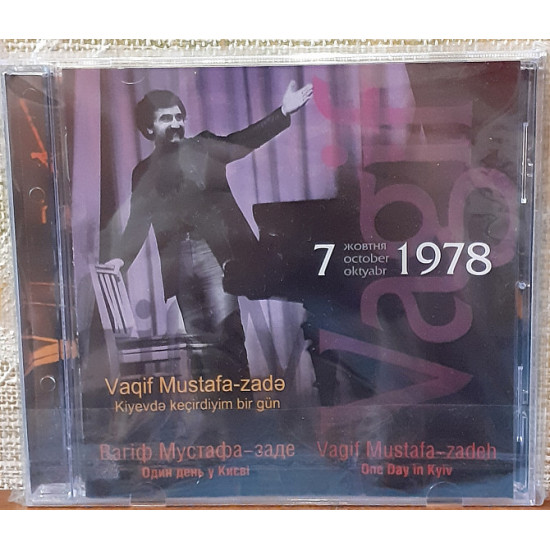 Vagif
7 жовтня october oktyabr 1978
Vaqif Mustafa-zadə
Kiyevdə keçirdiyim bir gün
Вагіф Мустафа-заде
Один день у Києві
Vagif Mustafa-zadeh
One Day in Kyiv